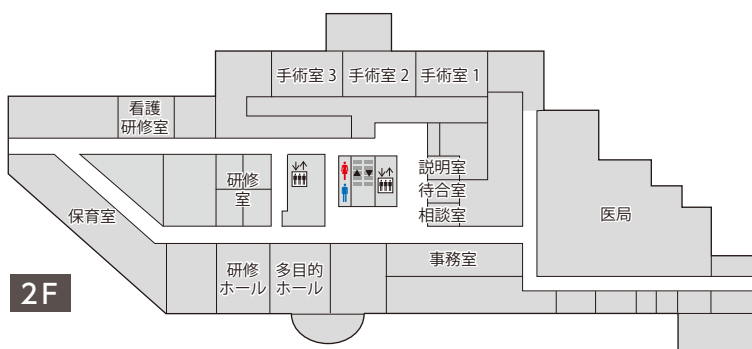 手術室 3
手術室 2
手術室 1
看護
研修室
説明室
研修
室
待合室
保育室
相談室
医局
事務室
研修
ホール
多目的
ホール
2F